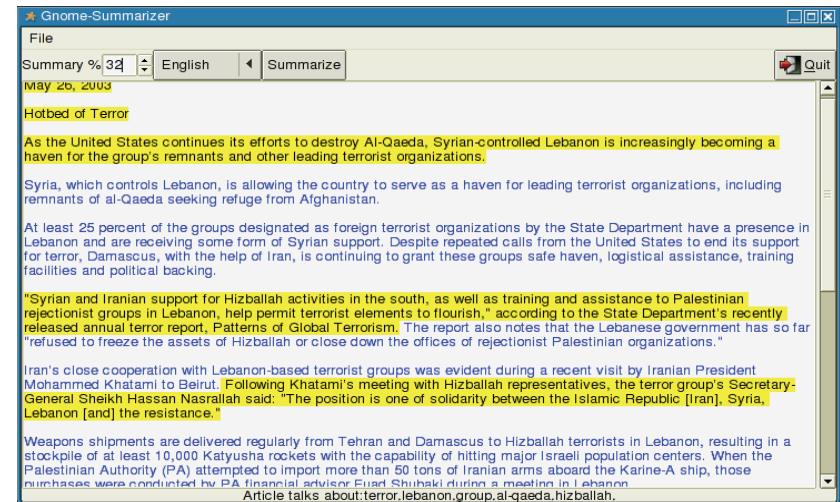 Gnome-Summarizer
File
Summary % 32 English Summarize Quit
May 26, 2003
Hotbed of Terror
As the United States continues its efforts to destroy Al-Qaeda, Syrian-controlled Lebanon is increasingly becoming a
haven for the group's remnants and other leading terrorist organizations.
Syria, which controls Lebanon, is allowing the country to serve as a haven for leading terrorist organizations, including
remnants of al-Qaeda seeking refuge from Afghanistan.
At least 25 percent of the groups designated as foreign terrorist organizations by the State Department have a presence in
Lebanon and are receiving some form of Syrian support. Despite repeated calls from the United States to end its support
for terror, Damascus, with the help of Iran, is continuing to grant these groups safe haven, logistical assistance, training
facilities and political backing.
"Syrian and Iranian support for Hizballah activities in the south, as well as training and assistance to Palestinian
rejectionist groups in Lebanon, help permit terrorist elements to flourish," according to the State Department's recently
released annual terror report, Patterns of Global Terrorism. The report also notes that the Lebanese government has so far
"refused to freeze the assets of Hizballah or close down the offices of rejectionist Palestinian organizations."
Iran's close cooperation with Lebanon-based terrorist groups was evident during a recent visit by Iranian President
Mohammed Khatami to Beirut. Following Khatami's meeting with Hizballah representatives, the terror group's Secretary-
General Sheikh Hassan Nasrallah said: "The position is one of solidarity between the Islamic Republic [Iran], Syria,
Lebanon [and] the resistance."
Weapons shipments are delivered regularly from Tehran and Damascus to Hizballah terrorists in Lebanon, resulting in a
stockpile of at least 10,000 Katyusha rockets with the capability of hitting major Israeli population centers. When the
Palestinian Authority (PA) attempted to import more than 50 tons of Iranian arms aboard the Karine-A ship, those
purchases were conducted by PA financial advisor Fuad Shubaki during a meeting in Lebanon
Article talks about:terror.lebanon.group.al-qaeda.hizballah.